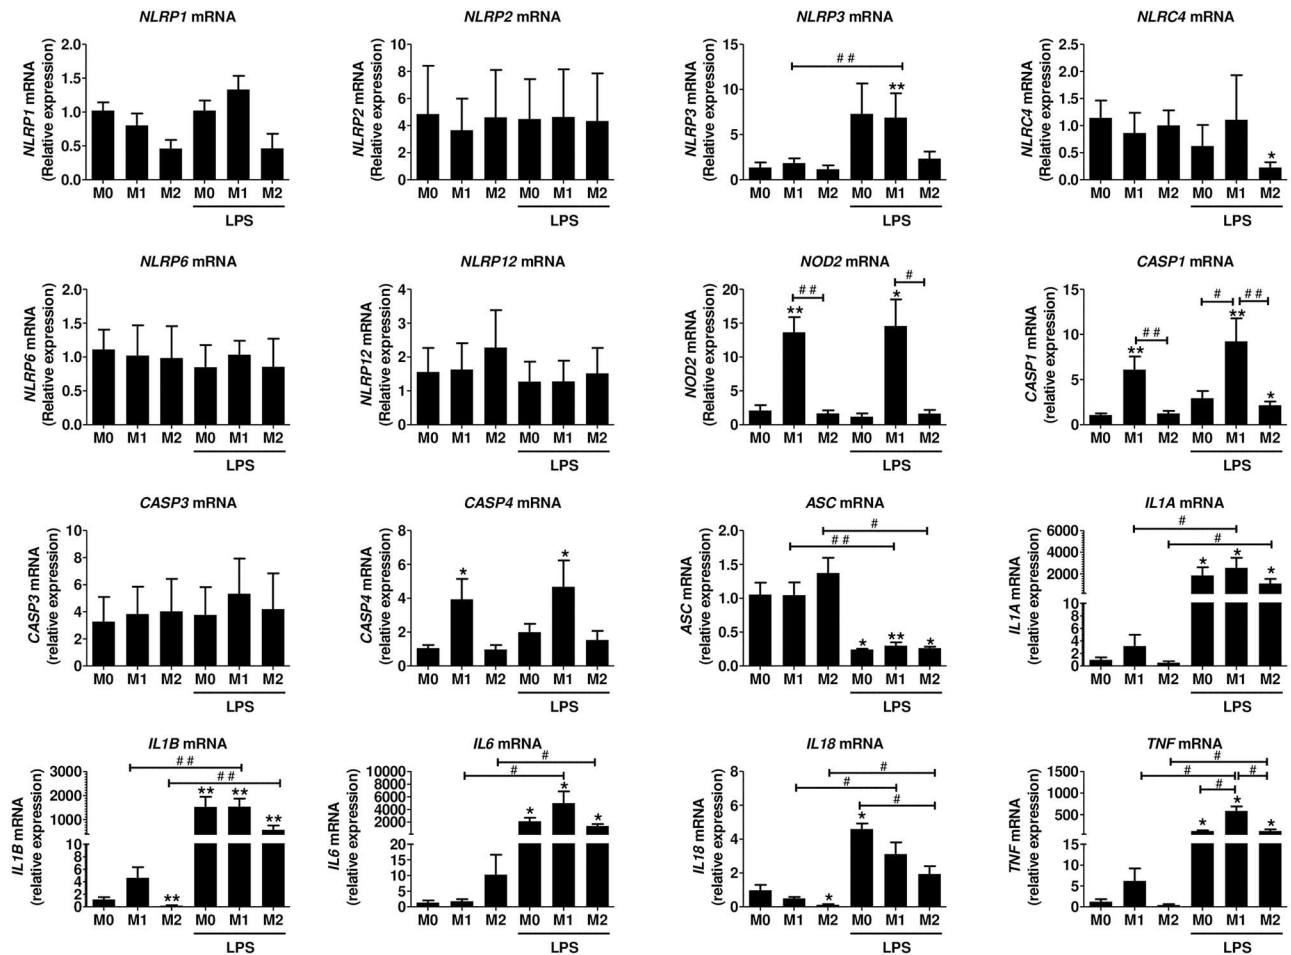 NLRP1 mRNA
NLRP1 mRNA
(Relative expression)
2.0
1.5
1.0
0.5
0.0
M0 M1 M2 M0 M1 M2
LPS
NLRP2 mRNA
NLRP2 mRNA
(Relative expression)
10
8
6
4
2
0
M0 M1 M2 M0 M1 M2
LPS
NLRP3 mRNA
NLRP3 mRNA
(Relative expression)
15
10
5
0
# #
**
M0 M1 M2 M0 M1 M2
LPS
NLRC4 mRNA
NLRC4 mRNA
(Relative expression)
2.5
2.0
1.5
1.0
0.5
0.0
*
M0 M1 M2 M0 M1 M2
LPS
NLRP6 mRNA
NLRP6 mRNA
(Relative expression)
2.0
1.5
1.0
0.5
0.0
M0 M1 M2 M0 M1 M2
LPS
NLRP12 mRNA
NLRP12 mRNA
(Relative expression)
4
3
2
1
0
M0 M1 M2 M0 M1 M2
LPS
NOD2 mRNA
NOD2 mRNA
(Relative expression)
20
15
10
5
0
# #
#
**
*
M0 M1 M2 M0 M1 M2
LPS
CASP1 mRNA
CASP1 mRNA
(relative expression)
15
10
5
0
# #
#
# #
**
**
*
M0 M1 M2 M0 M1 M2
LPS
CASP3 mRNA
CASP3 mRNA
(relative expression)
10
8
6
4
2
0
M0 M1 M2 M0 M1 M2
LPS
CASP4 mRNA
CASP4 mRNA
(relative expression)
8
6
4
2
0
*
*
M0 M1 M2 M0 M1 M2
LPS
ASC mRNA
ASC mRNA
(relative expression)
2.0
1.5
1.0
0.5
0.0
#
# #
* ** *
M0 M1 M2 M0 M1 M2
LPS
IL1A mRNA
IL1A mRNA
(relative expression)
6000
4000
2000
10
8
6
4
2
0
#
#
* * *
M0 M1 M2 M0 M1 M2
LPS
IL1B mRNA
IL1B mRNA
(relative expression)
3000
2000
1000
10
8
6
4
2
0
# #
# #
** ** ** **
M0 M1 M2 M0 M1 M2
LPS
IL6 mRNA
IL6 mRNA
(relative expression)
10000
8000
6000
4000
2000
20
15
10
5
0
#
#
* * *
M0 M1 M2 M0 M1 M2
LPS
IL18 mRNA
IL18 mRNA
(relative expression)
8
6
4
2
0
#
#
#
*
*
M0 M1 M2 M0 M1 M2
LPS
TNF mRNA
TNF mRNA
(relative expression)
1500
1000
500
15
10
5
0
#
# #
#
* * *
M0 M1 M2 M0 M1 M2
LPS